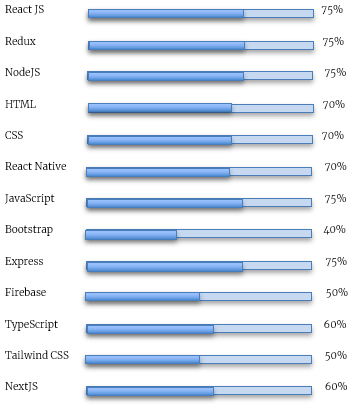 React JS 75%
Redux 75%
NodeJS 75%
HTML 70%
CSS 70%
React Native 70%
JavaScript 75%
Bootstrap 40%
Express 75%
Firebase 50%
TypeScript 60%
Tailwind CSS 50%
NextJS 60%